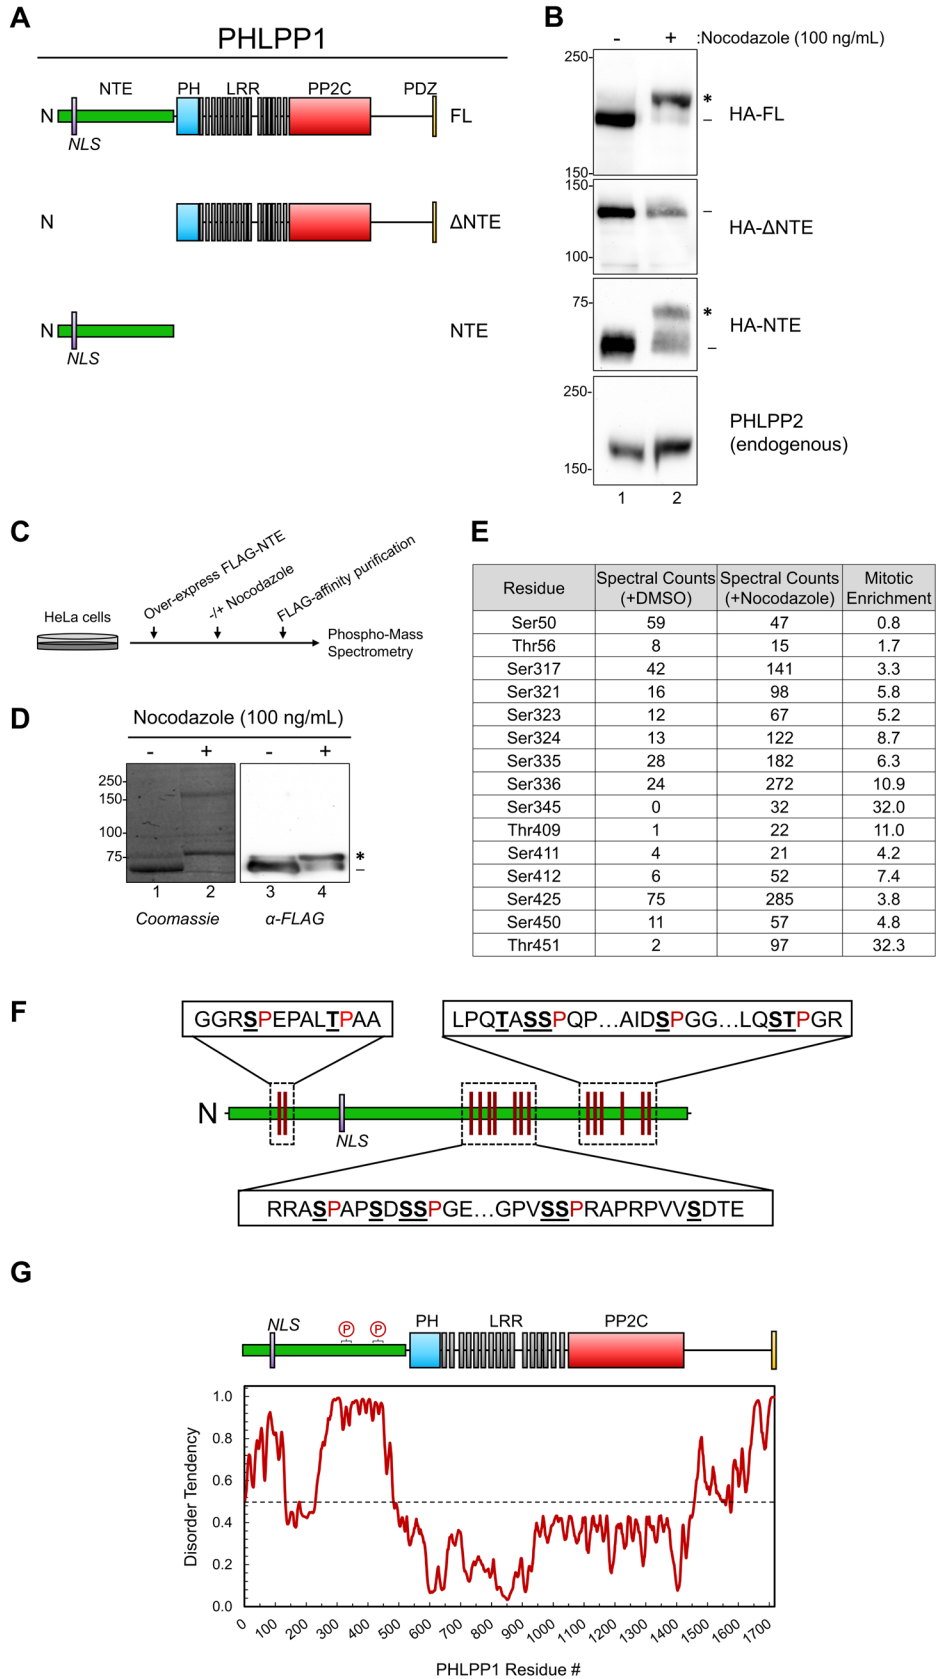 A
PHLPP1
NTE PH LRR PP2C PDZ
N FL
NLS
N ΔNTE
N NTE
NLS
B
- + :Nocodazole (100 ng/mL)
250-
* HA-FL
–
150-
150-
– HA-ΔNTE
100-
75-
* HA-NTE
–
250-
PHLPP2
(endogenous)
150-
1 2
C
Over-express FLAG-NTE
-/+ Nocodazole
FLAG-affinity purification
HeLa cells
Phospho-Mass
Spectrometry
D
Nocodazole (100 ng/mL)
- + - +
250-
150-
100-
75-
*
–
1 2 3 4
Coomassie α-FLAG
E
Residue Spectral Counts (+DMSO) Spectral Counts (+Nocodazole) Mitotic Enrichment
Ser50 59 47 0.8
Thr56 8 15 1.7
Ser317 42 141 3.3
Ser321 16 98 5.8
Ser323 12 67 5.2
Ser324 13 122 8.7
Ser335 28 182 6.3
Ser336 24 272 10.9
Ser345 0 32 32.0
Thr409 1 22 11.0
Ser411 4 21 4.2
Ser412 6 52 7.4
Ser425 75 285 3.8
Ser450 11 57 4.8
Thr451 2 97 32.3
F
GGRSPEPALTPAA LPQTASSPQP...AIDSPGG...LQSTPGR
N
NLS
RRASPAPSDSSPGE...GPVSSPRAPRPVVSDTE
G
NLS P P PH LRR PP2C
Disorder Tendency
1.0
0.8
0.6
0.4
0.2
0.0
0 100 200 300 400 500 600 700 800 900 1000 1100 1200 1300 1400 1500 1600 1700
PHLPP1 Residue #